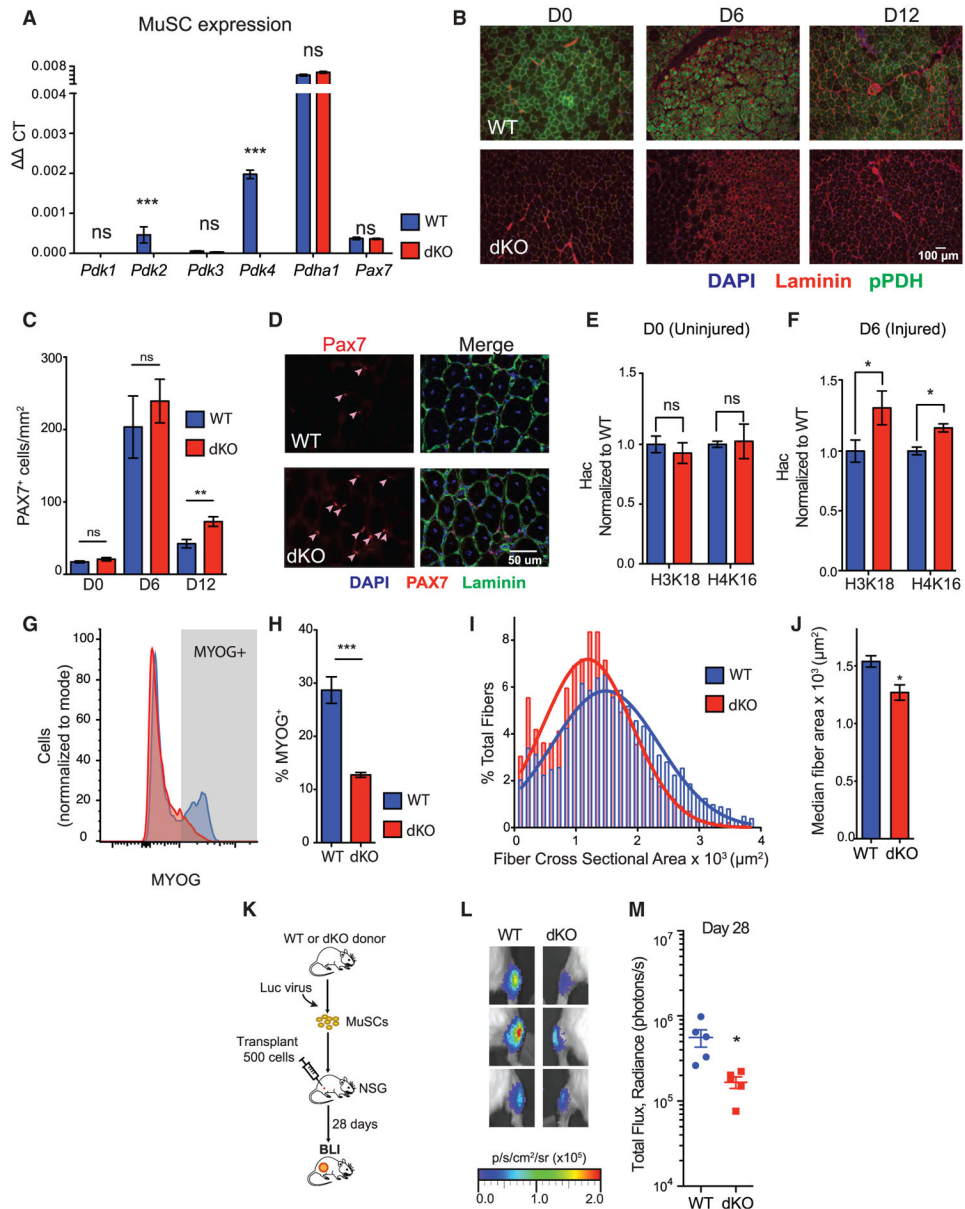 A
MuSC expression
ΔΔ CT
0.008
0.004
0.002
0.001
0.000
ns
***
ns
***
ns
ns
Pdk1 Pdk2 Pdk3 Pdk4 Pdha1 Pax7
WT
dKO
B
D0 D6 D12
WT
dKO
100 µm
DAPI Laminin pPDH
C
PAX7+ cells/mm²
300
200
100
0
ns
ns
**
D0 D6 D12
WT
dKO
D
Pax7 Merge
WT
dKO
50 um
DAPI PAX7 Laminin
E
D0 (Uninjured)
Hac
Normalized to WT
1.5
1.0
0.5
0.0
ns
ns
H3K18 H4K16
F
D6 (Injured)
Hac
Normalized to WT
1.5
1.0
0.5
0.0
*
*
H3K18 H4K16
G
Cells
(nomnalized to mode)
100
80
60
40
20
0
MYOG+
MYOG
H
% MYOG+
40
30
20
10
0
***
WT dKO
WT
dKO
I
% Total Fibers
8
6
4
2
0
0 1 2 3 4
Fiber Cross Sectional Area x 10³ (µm²)
WT
dKO
J
Median fiber area x 10³ (µm²)
1.5
1.0
0.5
0.0
*
WT dKO
K
WT or dKO donor
Luc virus
MuSCs
Transplant
500 cells
NSG
28 days
BLI
L
WT dKO
p/s/cm²/sr (x10⁵)
0.0 1.0 2.0
M
Day 28
Total Flux, Radiance (photons/s)
10⁷
10⁶
10⁵
10⁴
*
WT dKO